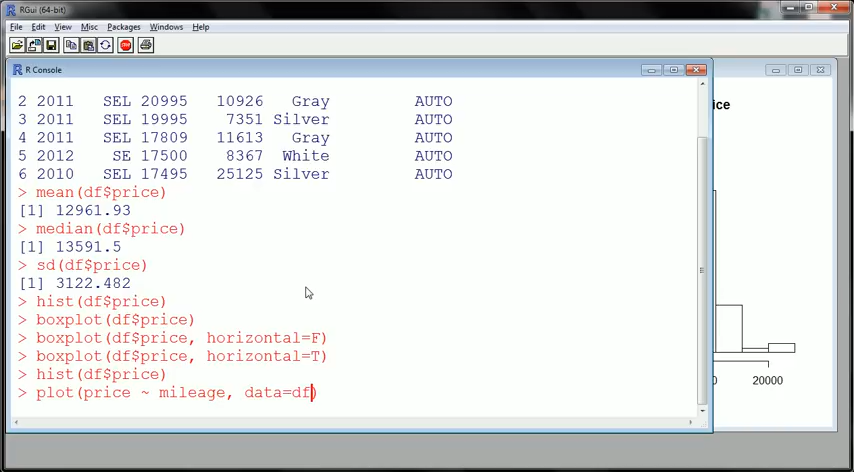 RGui (64-bit)
File Edit View Misc Packages Windows Help
STOP
R Console
2 2011 SEL 20995 10926 Gray AUTO
3 2011 SEL 19995 7351 Silver AUTO
4 2011 SEL 17809 11613 Gray AUTO
5 2012 SE 17500 8367 White AUTO
6 2010 SEL 17495 25125 Silver AUTO
> mean(df$price)
[1] 12961.93
> median(df$price)
[1] 13591.5
> sd(df$price)
[1] 3122.482
> hist(df$price)
> boxplot(df$price)
> boxplot(df$price, horizontal=F)
> boxplot(df$price, horizontal=T)
> hist(df$price)
> plot(price ~ mileage, data=df)
ice
0 20000